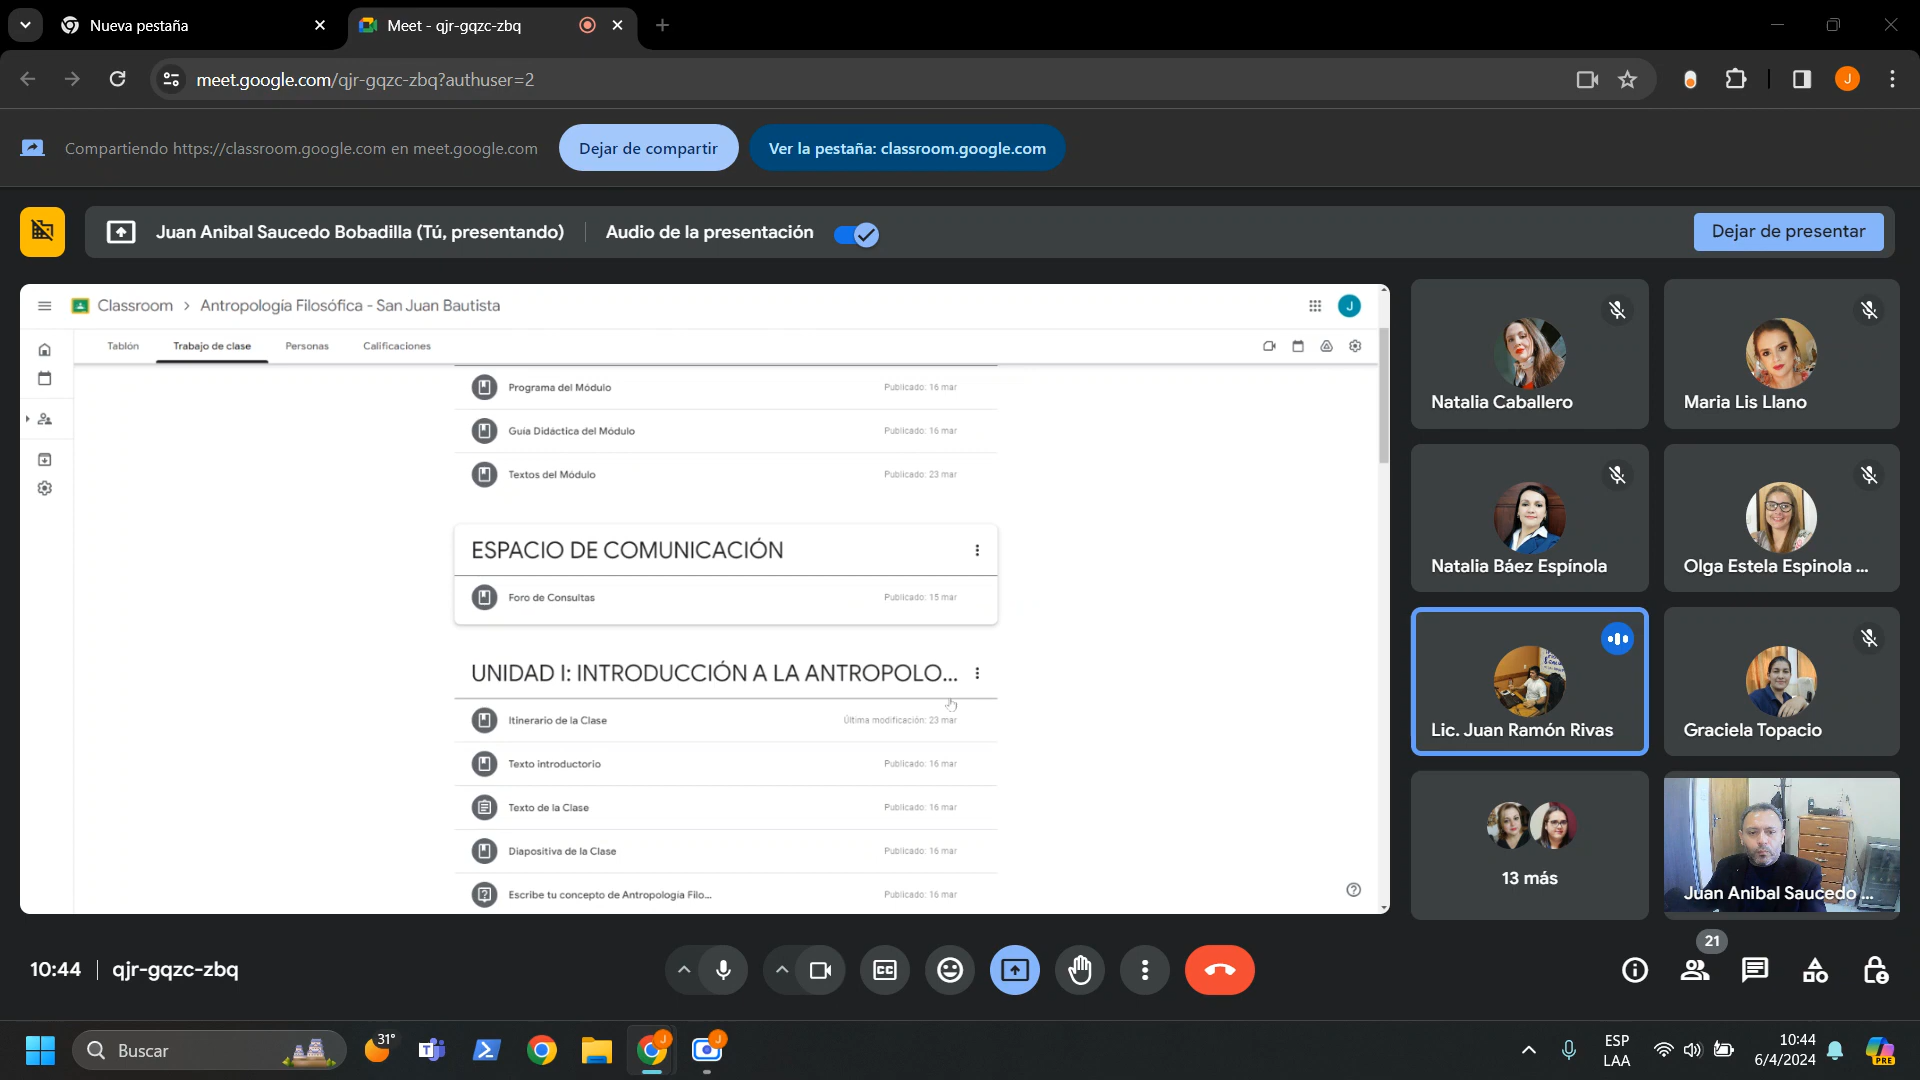 Nueva pestaña
Meet - qjr-gqzc-zbq
meet.google.com/qjr-gqzc-zbq?authuser=2
J
Compartiendo https://classroom.google.com en meet.google.com
Dejar de compartir
Ver la pestaña: classroom.google.com
Juan Anibal Saucedo Bobadilla (Tú, presentando)
Audio de la presentación
Dejar de presentar
Classroom > Antropología Filosófica - San Juan Bautista
J
Tablón
Trabajo de clase
Personas
Calificaciones
Programa del Módulo
Publicado: 16 mar
Guía Didáctica del Módulo
Publicado: 16 mar
Textos del Módulo
Publicado: 23 mar
ESPACIO DE COMUNICACIÓN
Foro de Consultas
Publicado: 15 mar
UNIDAD I: INTRODUCCIÓN A LA ANTROPOLO...
Itinerario de la Clase
Última modificación: 23 mar
Texto introductorio
Publicado: 16 mar
Texto de la Clase
Publicado: 16 mar
Diapositiva de la Clase
Publicado: 16 mar
Escribe tu concepto de Antropología Filo...
Publicado: 16 mar
Natalia Caballero
Maria Lis Llano
Natalia Báez Espínola
Olga Estela Espinola ...
Lic. Juan Ramón Rivas
Graciela Topacio
13 más
Juan Anibal Saucedo ...
10:44 | qjr-gqzc-zbq
CC
21
Buscar
31°
J
J
ESP
LAA
10:44
6/4/2024
PRE